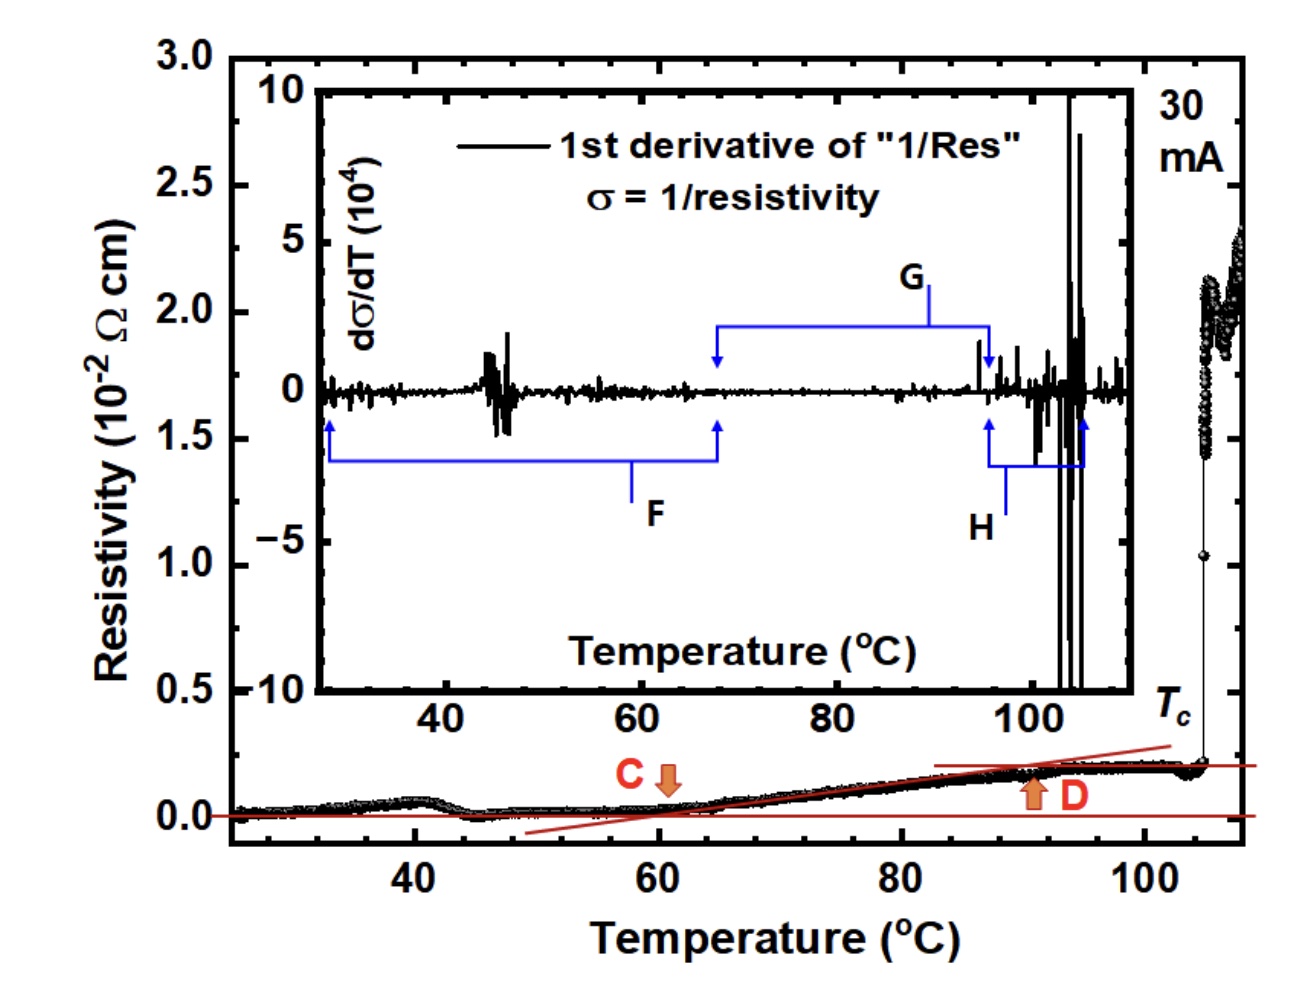 3.0
2.5
2.0
1.5
1.0
0.5
0.0
Resistivity (10⁻² Ω cm)
40 60 80 100
Temperature (°C)
30
mA
10
5
0
−5
-10
dσ/dT (10⁴)
1st derivative of "1/Res"
σ = 1/resistivity
G
F
H
Temperature (°C)
40 60 80 100
Tc
C
D